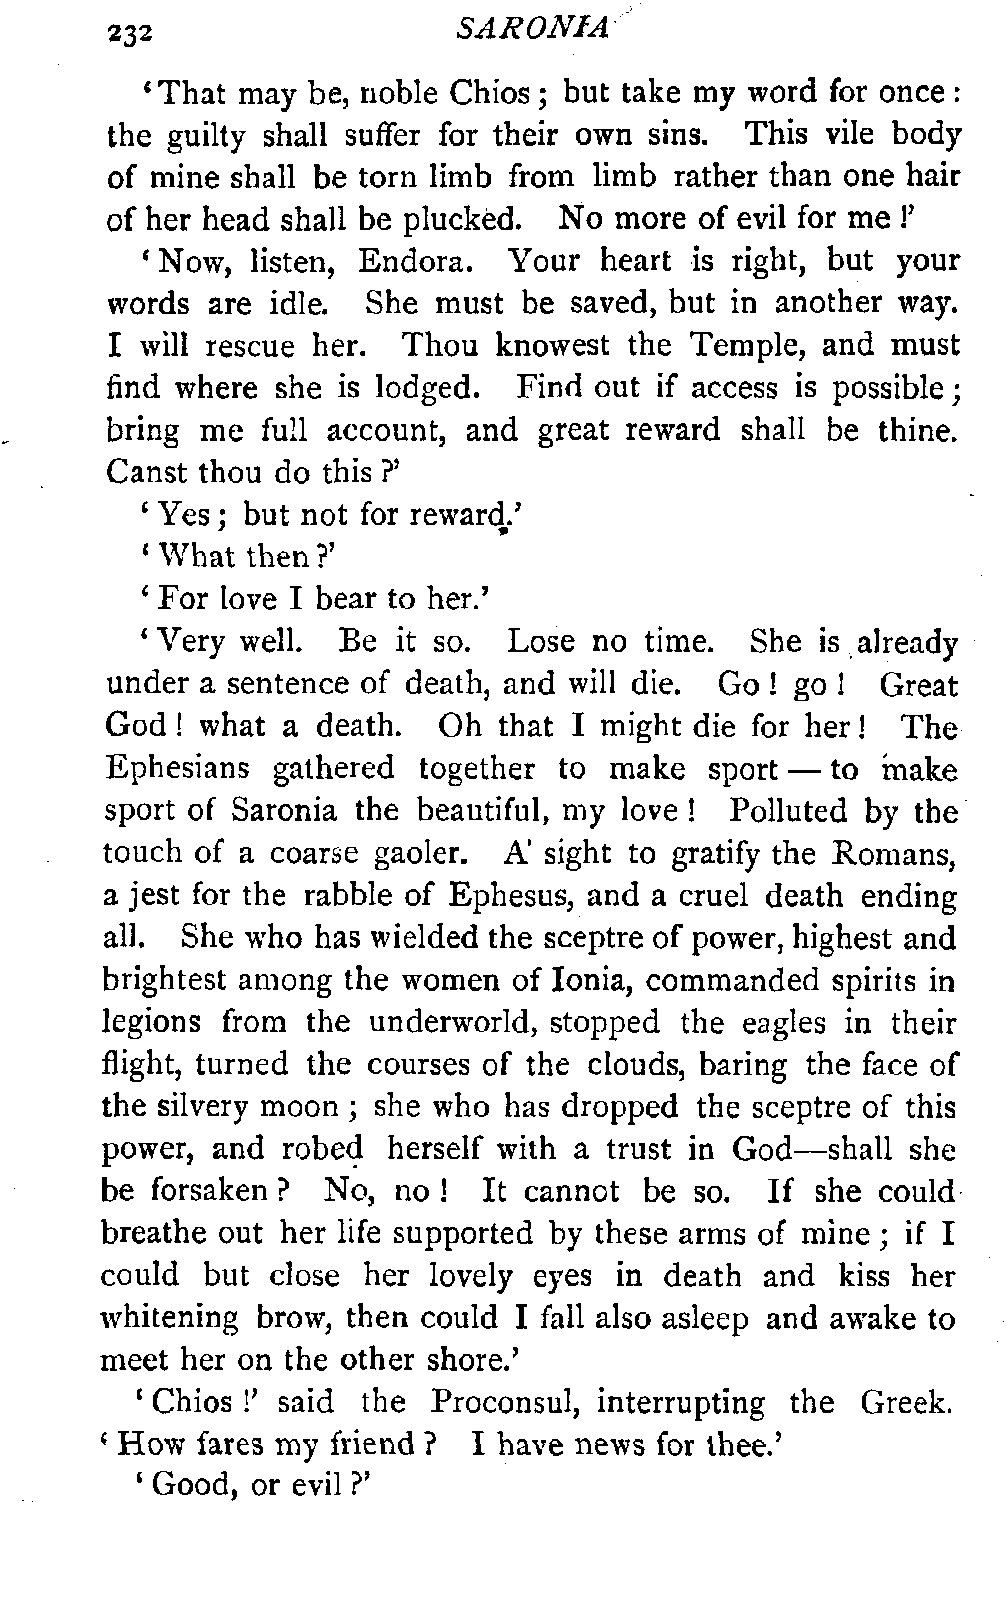 232 SARONIA
‘That may be, noble Chios; but take my word for once:
the guilty shall suffer for their own sins. This vile body
of mine shall be torn limb from limb rather than one hair
of her head shall be plucked. No more of evil for me!’
‘Now, listen, Endora. Your heart is right, but your
words are idle. She must be saved, but in another way.
I will rescue her. Thou knowest the Temple, and must
find where she is lodged. Find out if access is possible;
bring me full account, and great reward shall be thine.
Canst thou do this?’
‘Yes; but not for reward.’
‘What then?’
‘For love I bear to her.’
‘Very well. Be it so. Lose no time. She is already
under a sentence of death, and will die. Go! go! Great
God! what a death. Oh that I might die for her! The
Ephesians gathered together to make sport — to make
sport of Saronia the beautiful, my love! Polluted by the
touch of a coarse gaoler. A sight to gratify the Romans,
a jest for the rabble of Ephesus, and a cruel death ending
all. She who has wielded the sceptre of power, highest and
brightest among the women of Ionia, commanded spirits in
legions from the underworld, stopped the eagles in their
flight, turned the courses of the clouds, baring the face of
the silvery moon; she who has dropped the sceptre of this
power, and robed herself with a trust in God—shall she
be forsaken? No, no! It cannot be so. If she could
breathe out her life supported by these arms of mine; if I
could but close her lovely eyes in death and kiss her
whitening brow, then could I fall also asleep and awake to
meet her on the other shore.’
‘Chios!’ said the Proconsul, interrupting the Greek.
‘How fares my friend? I have news for thee.’
‘Good, or evil?’